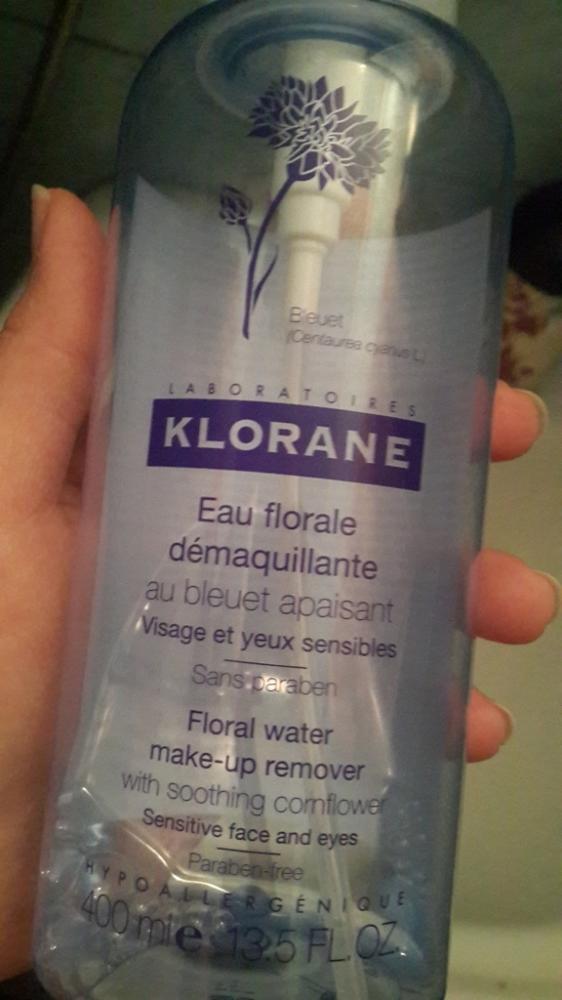 Bleuet
(Centaurea cyanus L)
LABORATOIRES
KLORANE
Eau florale
démaquillante
au bleuet apaisant
Visage et yeux sensibles
Sans paraben
Floral water
make-up remover
with soothing cornflower
Sensitive face and eyes
Paraben-free
HYPOALLERGÉNIQUE
400 ml e 13.5 FL.OZ.